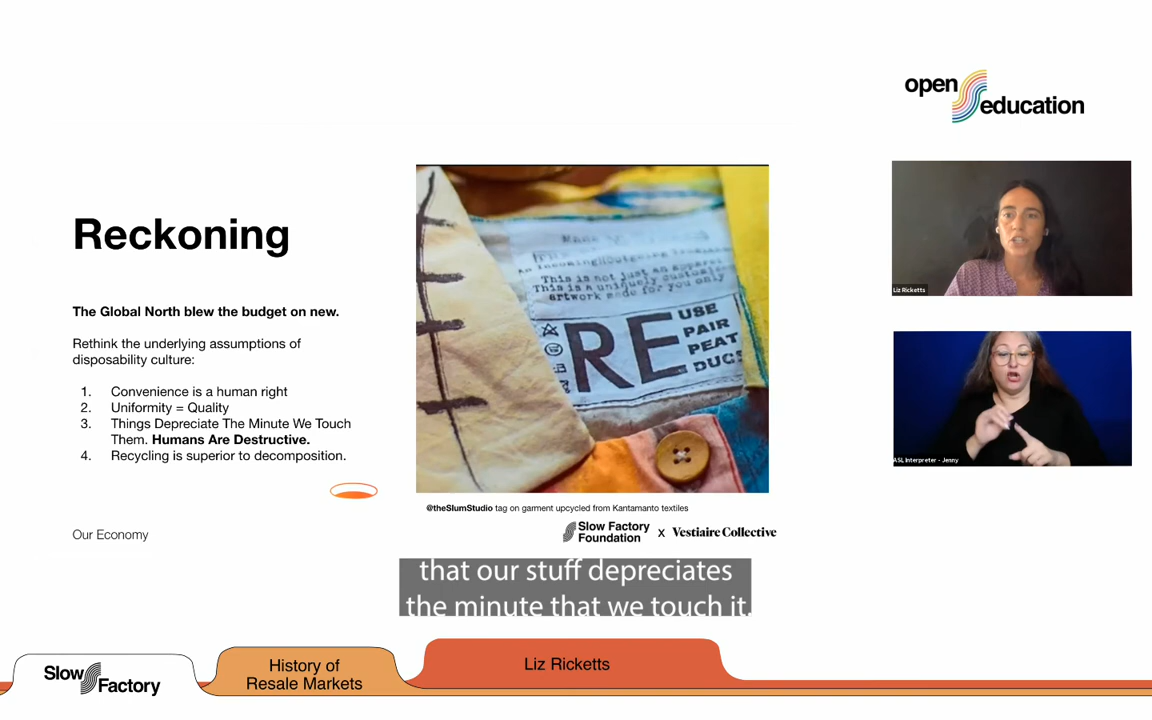 open
education
Reckoning
The Global North blew the budget on new.
Rethink the underlying assumptions of
disposability culture:
1. Convenience is a human right
2. Uniformity = Quality
3. Things Depreciate The Minute We Touch
Them. Humans Are Destructive.
4. Recycling is superior to decomposition.
Our Economy
This is not just an
This is a uniquely
artwork made for you only
RE
USE
PAIR
PEAT
DUCE
@theSlumStudio tag on garment upcycled from Kantamanto textiles
Slow Factory
Foundation x Vestiaire Collective
Liz Ricketts
ASL Interpreter - Jenny
that our stuff depreciates
the minute that we touch it.
Slow
Factory
History of
Resale Markets
Liz Ricketts